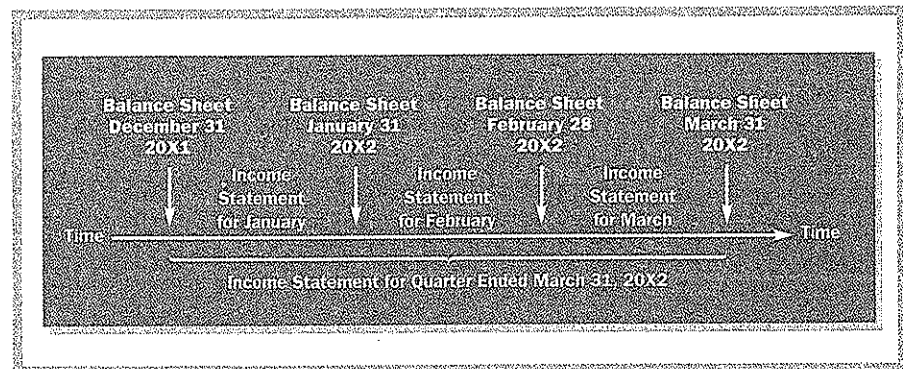 Balance Sheet
December 31
20X1
Balance Sheet
January 31
20X2
Balance Sheet
February 28
20X2
Balance Sheet
March 31
20X2
Income
Statement
for January
Income
Statement
for February
Income
Statement
for March
Time
Time
Income Statement for Quarter Ended March 31, 20X2